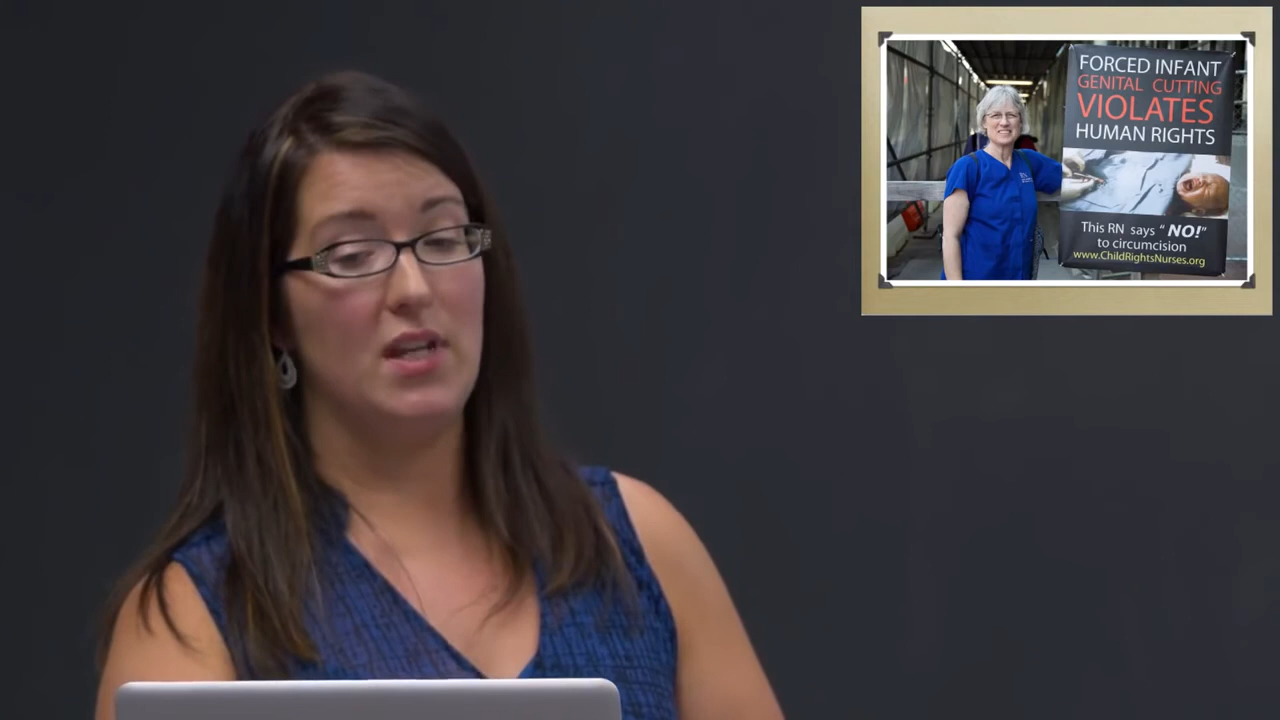 FORCED INFANT
GENITAL CUTTING
VIOLATES
HUMAN RIGHTS
This RN says "NO!"
to circumcision
www.ChildRightsNurses.org